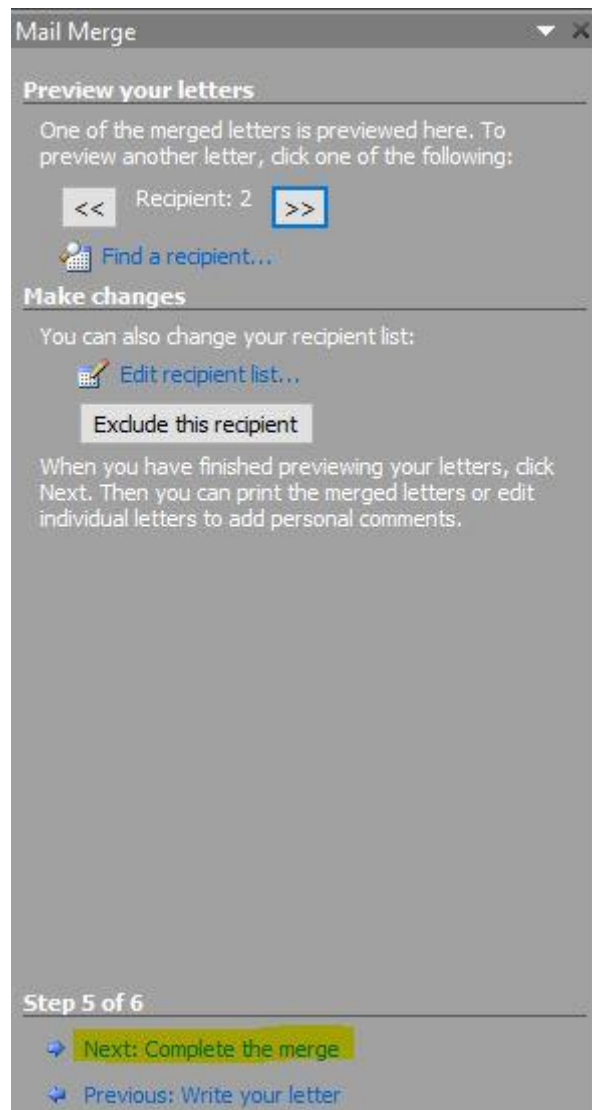 Mail Merge
Preview your letters
One of the merged letters is previewed here. To
preview another letter, click one of the following:
<< Recipient: 2 >>
Find a recipient...
Make changes
You can also change your recipient list:
Edit recipient list...
Exclude this recipient
When you have finished previewing your letters, click
Next. Then you can print the merged letters or edit
individual letters to add personal comments.
Step 5 of 6
Next: Complete the merge
Previous: Write your letter